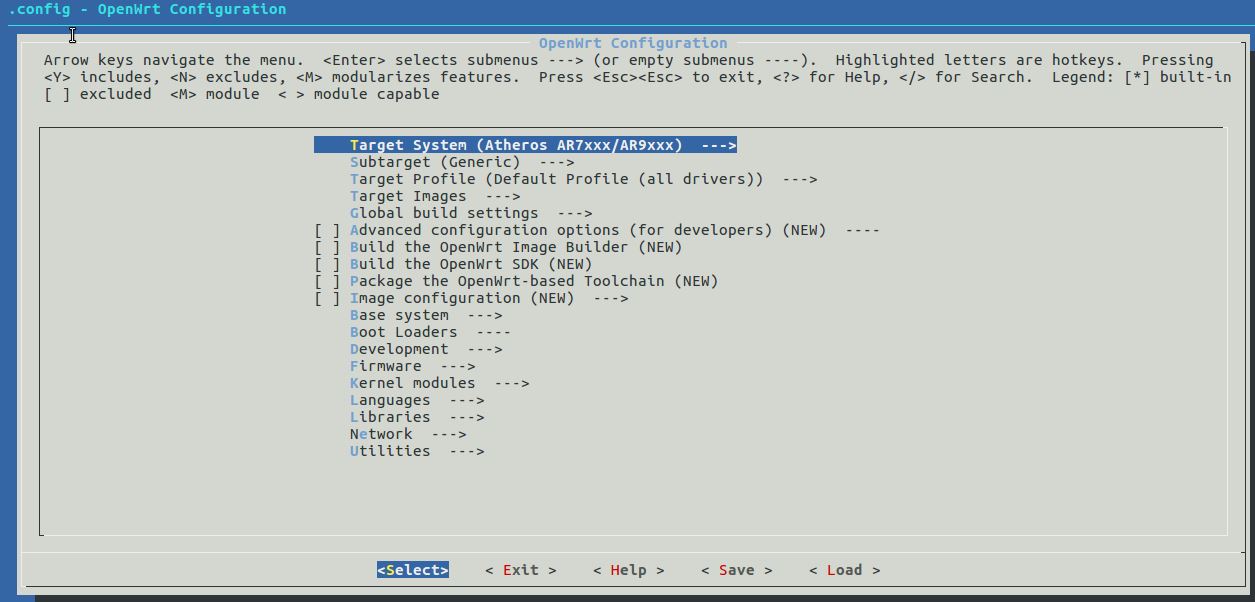 .config - OpenWrt Configuration
OpenWrt Configuration
Arrow keys navigate the menu.  <Enter> selects submenus ---> (or empty submenus ----).  Highlighted letters are hotkeys.  Pressing
<Y> includes, <N> excludes, <M> modularizes features.  Press <Esc><Esc> to exit, <?> for Help, </> for Search.  Legend: [*] built-in
[ ] excluded  <M> module  < > module capable
Target System (Atheros AR7xxx/AR9xxx)  --->
Subtarget (Generic)  --->
Target Profile (Default Profile (all drivers))  --->
Target Images  --->
Global build settings  --->
[ ] Advanced configuration options (for developers) (NEW)  ----
[ ] Build the OpenWrt Image Builder (NEW)
[ ] Build the OpenWrt SDK (NEW)
[ ] Package the OpenWrt-based Toolchain (NEW)
[ ] Image configuration (NEW)  --->
Base system  --->
Boot Loaders  ----
Development  --->
Firmware  --->
Kernel modules  --->
Languages  --->
Libraries  --->
Network  --->
Utilities  --->
<Select>    < Exit >    < Help >    < Save >    < Load >